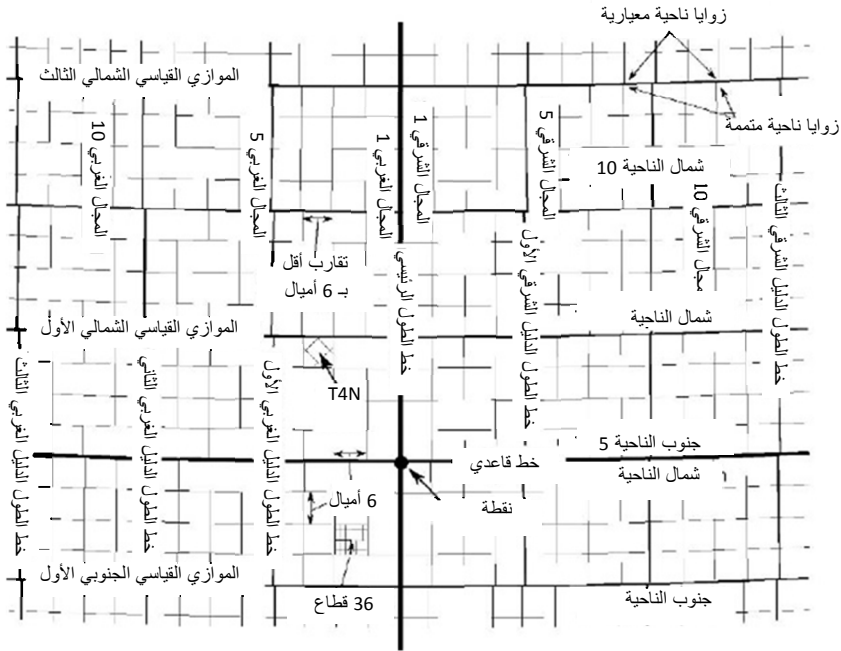 زوايا ناحية معيارية
الموازي القياسي الشمالي الثالث
زوايا ناحية متممة
المجال الغربي 10
5 المجال الغربي
1 المجال الغربي
المجال الشرقي 1
المجال الشرقي 5
شمال الناحية 10
مجال الشرقي 10
خط الطول الدليل الشرقي الثالث
تقارب أقل
بـ 6 أميال
خط الطول الرئيسي
خط الطول الدليل الشرقي الأول
شمال الناحية
الموازي القياسي الشمالي الأول
T4N
خط الطول الدليل الغربي الثالث
خط الطول الدليل الغربي الثاني
خط الطول الدليل الغربي الأول
جنوب الناحية 5
خط قاعدي
شمال الناحية 1
6 أميال
نقطة
الموازي القياسي الجنوبي الأول
36 قطاع
جنوب الناحية